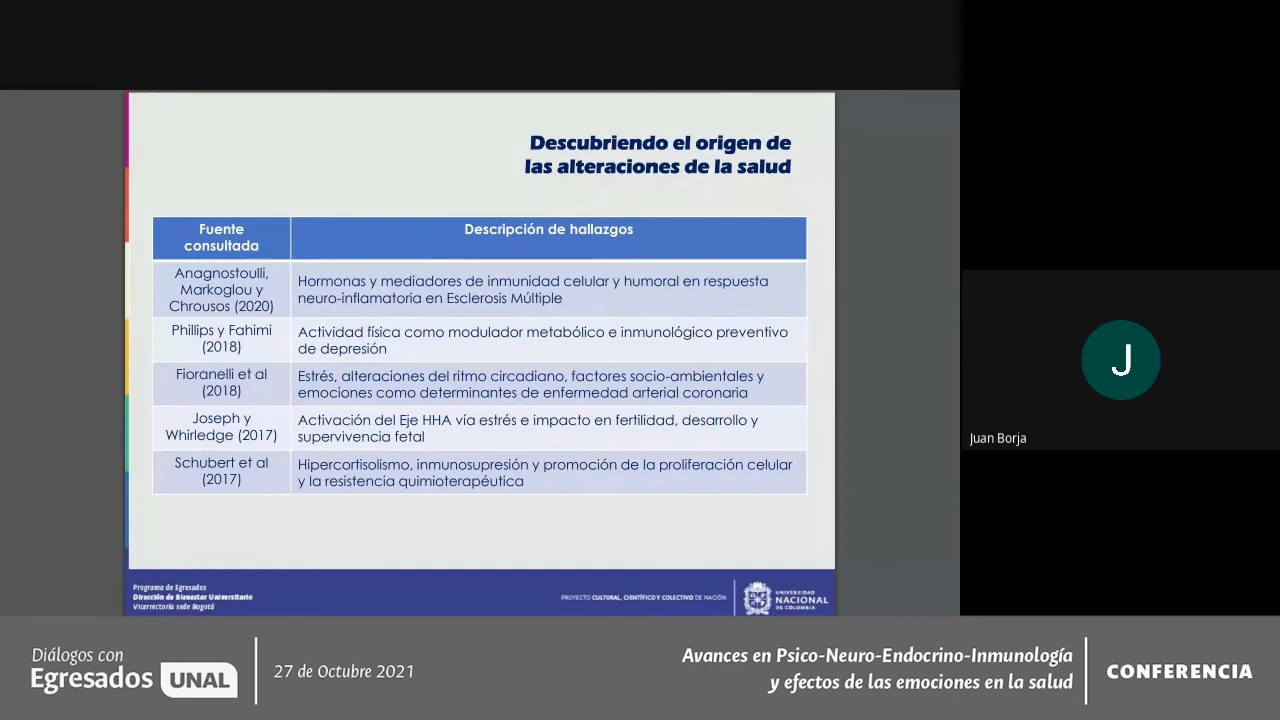 Descubriendo el origen de
las alteraciones de la salud
Fuente
consultada
Descripción de hallazgos
Anagnostoulli,
Markoglou y
Chrousos (2020)
Hormonas y mediadores de inmunidad celular y humoral en respuesta
neuro-inflamatoria en Esclerosis Múltiple
Phillips y Fahimi
(2018)
Actividad física como modulador metabólico e inmunológico preventivo
de depresión
Fioranelli et al
(2018)
Estrés, alteraciones del ritmo circadiano, factores socio-ambientales y
emociones como determinantes de enfermedad arterial coronaria
Joseph y
Whirledge (2017)
Activación del Eje HHA vía estrés e impacto en fertilidad, desarrollo y
supervivencia fetal
Schubert et al
(2017)
Hipercortisolismo, inmunosupresión y promoción de la proliferación celular
y la resistencia quimioterapéutica
Programa de Egresados
Dirección de Bienestar Universitario
Vicerrectoría sede Bogotá
PROYECTO CULTURAL, CIENTÍFICO Y COLECTIVO DE NACIÓN
UNIVERSIDAD
NACIONAL
DE COLOMBIA
J
Juan Borja
Diálogos con
Egresados UNAL
27 de Octubre 2021
Avances en Psico-Neuro-Endocrino-Inmunología
y efectos de las emociones en la salud
CONFERENCIA